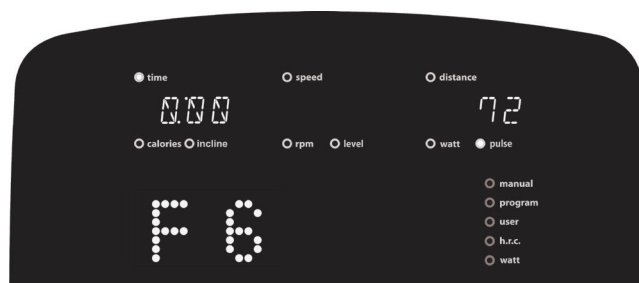 time speed distance
0:00 72
calories incline rpm level watt pulse
manual
program
user
h.r.c.
watt
F 6